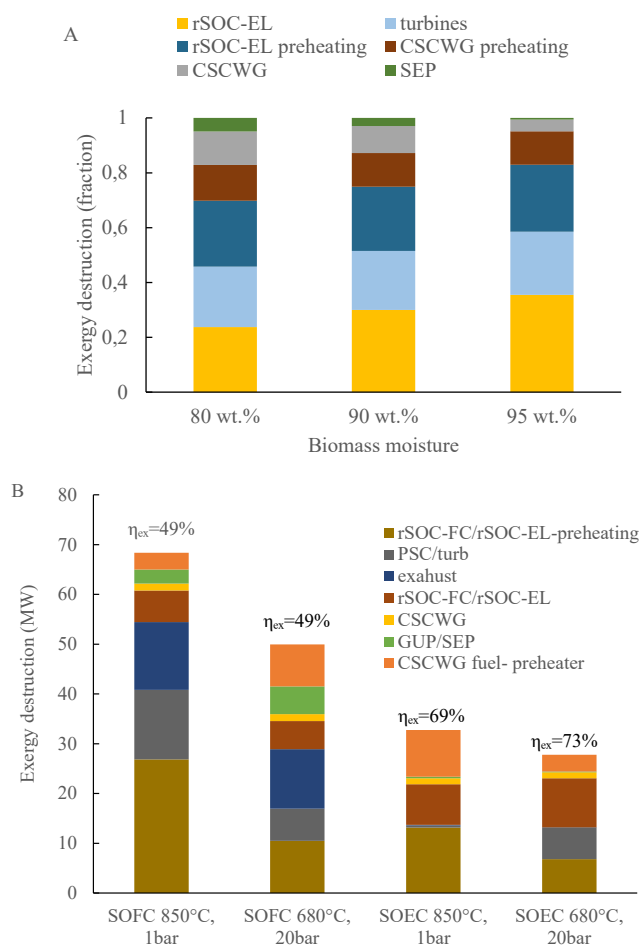 A
rSOC-EL
turbines
rSOC-EL preheating
CSCWG preheating
CSCWG
SEP
Exergy destruction (fraction)
1
0,8
0,6
0,4
0,2
0
80 wt.%
90 wt.%
95 wt.%
Biomass moisture
B
Exergy destruction (MW)
80
70
60
50
40
30
20
10
0
ηex=49%
ηex=49%
ηex=69%
ηex=73%
rSOC-FC/rSOC-EL-preheating
PSC/turb
exahust
rSOC-FC/rSOC-EL
CSCWG
GUP/SEP
CSCWG fuel- preheater
SOFC 850°C,
1bar
SOFC 680°C,
20bar
SOEC 850°C,
1bar
SOEC 680°C,
20bar